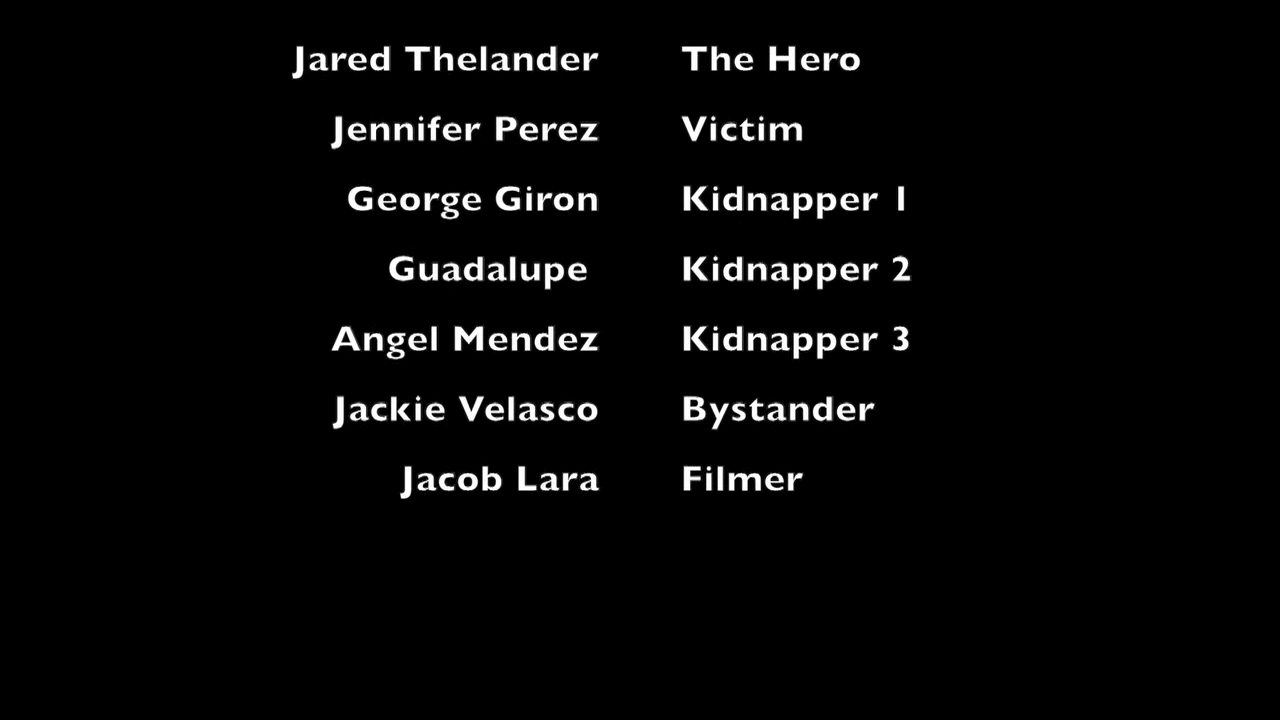 Jared Thelander The Hero
Jennifer Perez Victim
George Giron Kidnapper 1
Guadalupe Kidnapper 2
Angel Mendez Kidnapper 3
Jackie Velasco Bystander
Jacob Lara Filmer